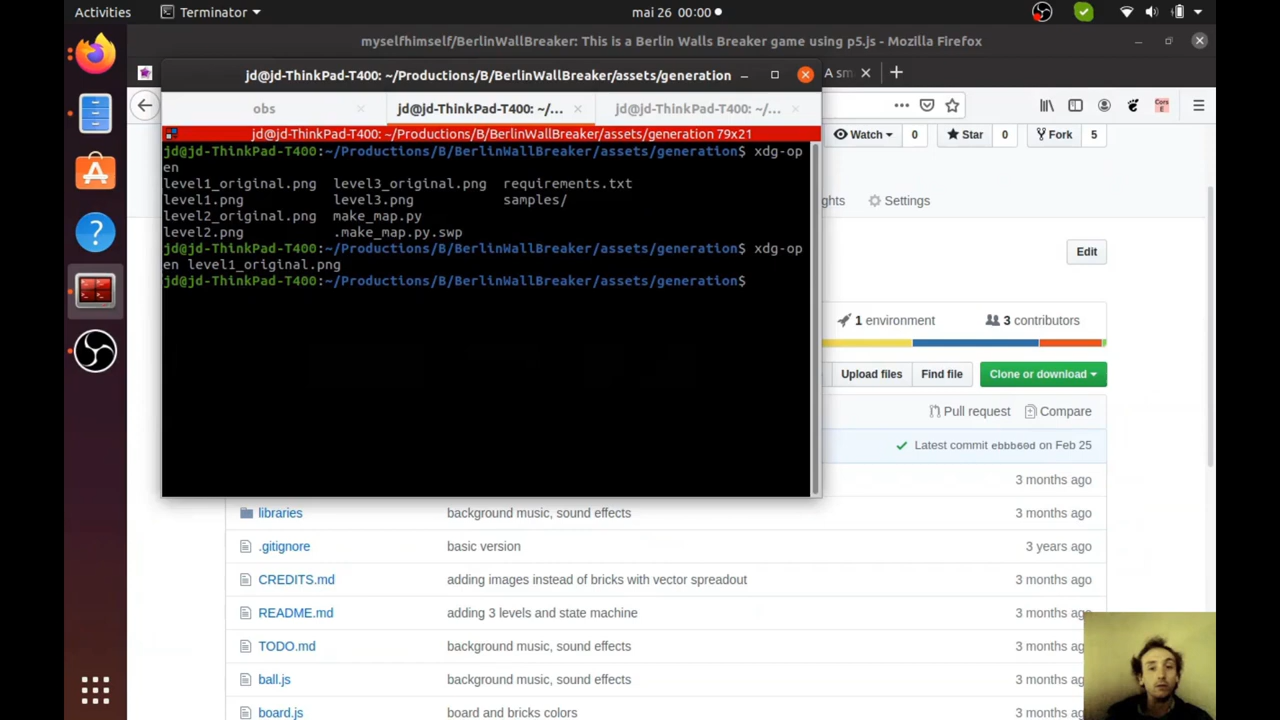 Activities
Terminator
mai 26 00:00
myselfhimself/BerlinWallBreaker: This is a Berlin Walls Breaker game using p5.js - Mozilla Firefox
jd@jd-ThinkPad-T400: ~/Productions/B/BerlinWallBreaker/assets/generation
A sm
obs
jd@jd-ThinkPad-T400: ~/...
jd@jd-ThinkPad-T400: ~/...
jd@jd-ThinkPad-T400: ~/Productions/B/BerlinWallBreaker/assets/generation 79x21
jd@jd-ThinkPad-T400:~/Productions/B/BerlinWallBreaker/assets/generation$ xdg-op
en
level1_original.png level3_original.png requirements.txt
level1.png level3.png samples/
level2_original.png make_map.py
level2.png .make_map.py.swp
jd@jd-ThinkPad-T400:~/Productions/B/BerlinWallBreaker/assets/generation$ xdg-op
en level1_original.png
jd@jd-ThinkPad-T400:~/Productions/B/BerlinWallBreaker/assets/generation$
Watch 0 Star 0 Fork 5
ghts Settings
Edit
1 environment 3 contributors
Upload files Find file Clone or download
Pull request Compare
Latest commit ebbb60d on Feb 25
3 months ago
libraries background music, sound effects 3 months ago
.gitignore basic version 3 years ago
CREDITS.md adding images instead of bricks with vector spreadout 3 months ago
README.md adding 3 levels and state machine 3 months ago
TODO.md background music, sound effects 3 months ago
ball.js background music, sound effects 3 months ago
board.js board and bricks colors 3 months ago